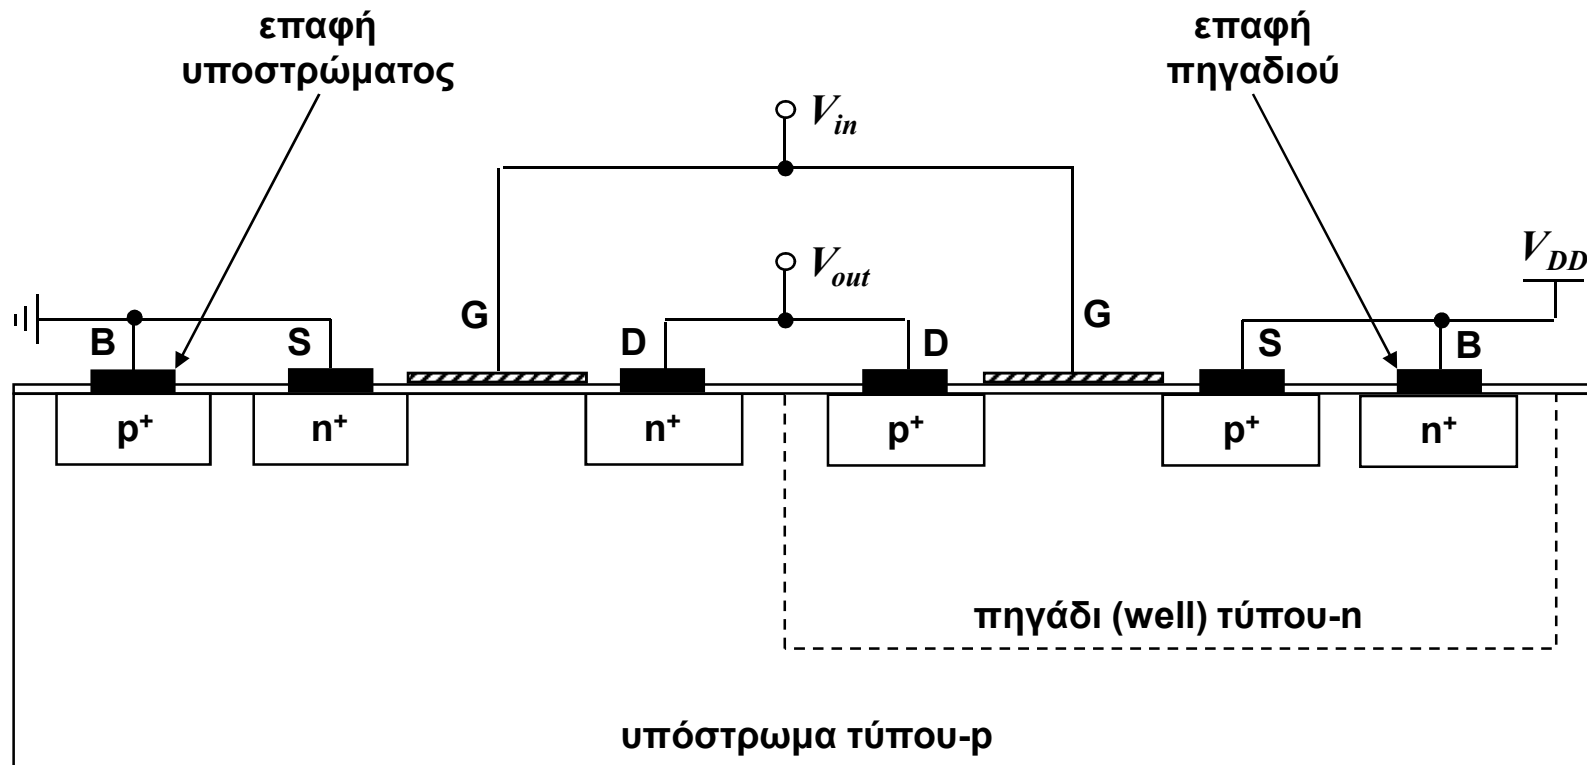 επαφή
υποστρώματος
επαφή
πηγαδιού
V_in
V_out
V_DD
B S G D D G S B
p⁺ n⁺ n⁺ p⁺ p⁺ n⁺
πηγάδι (well) τύπου-n
υπόστρωμα τύπου-p